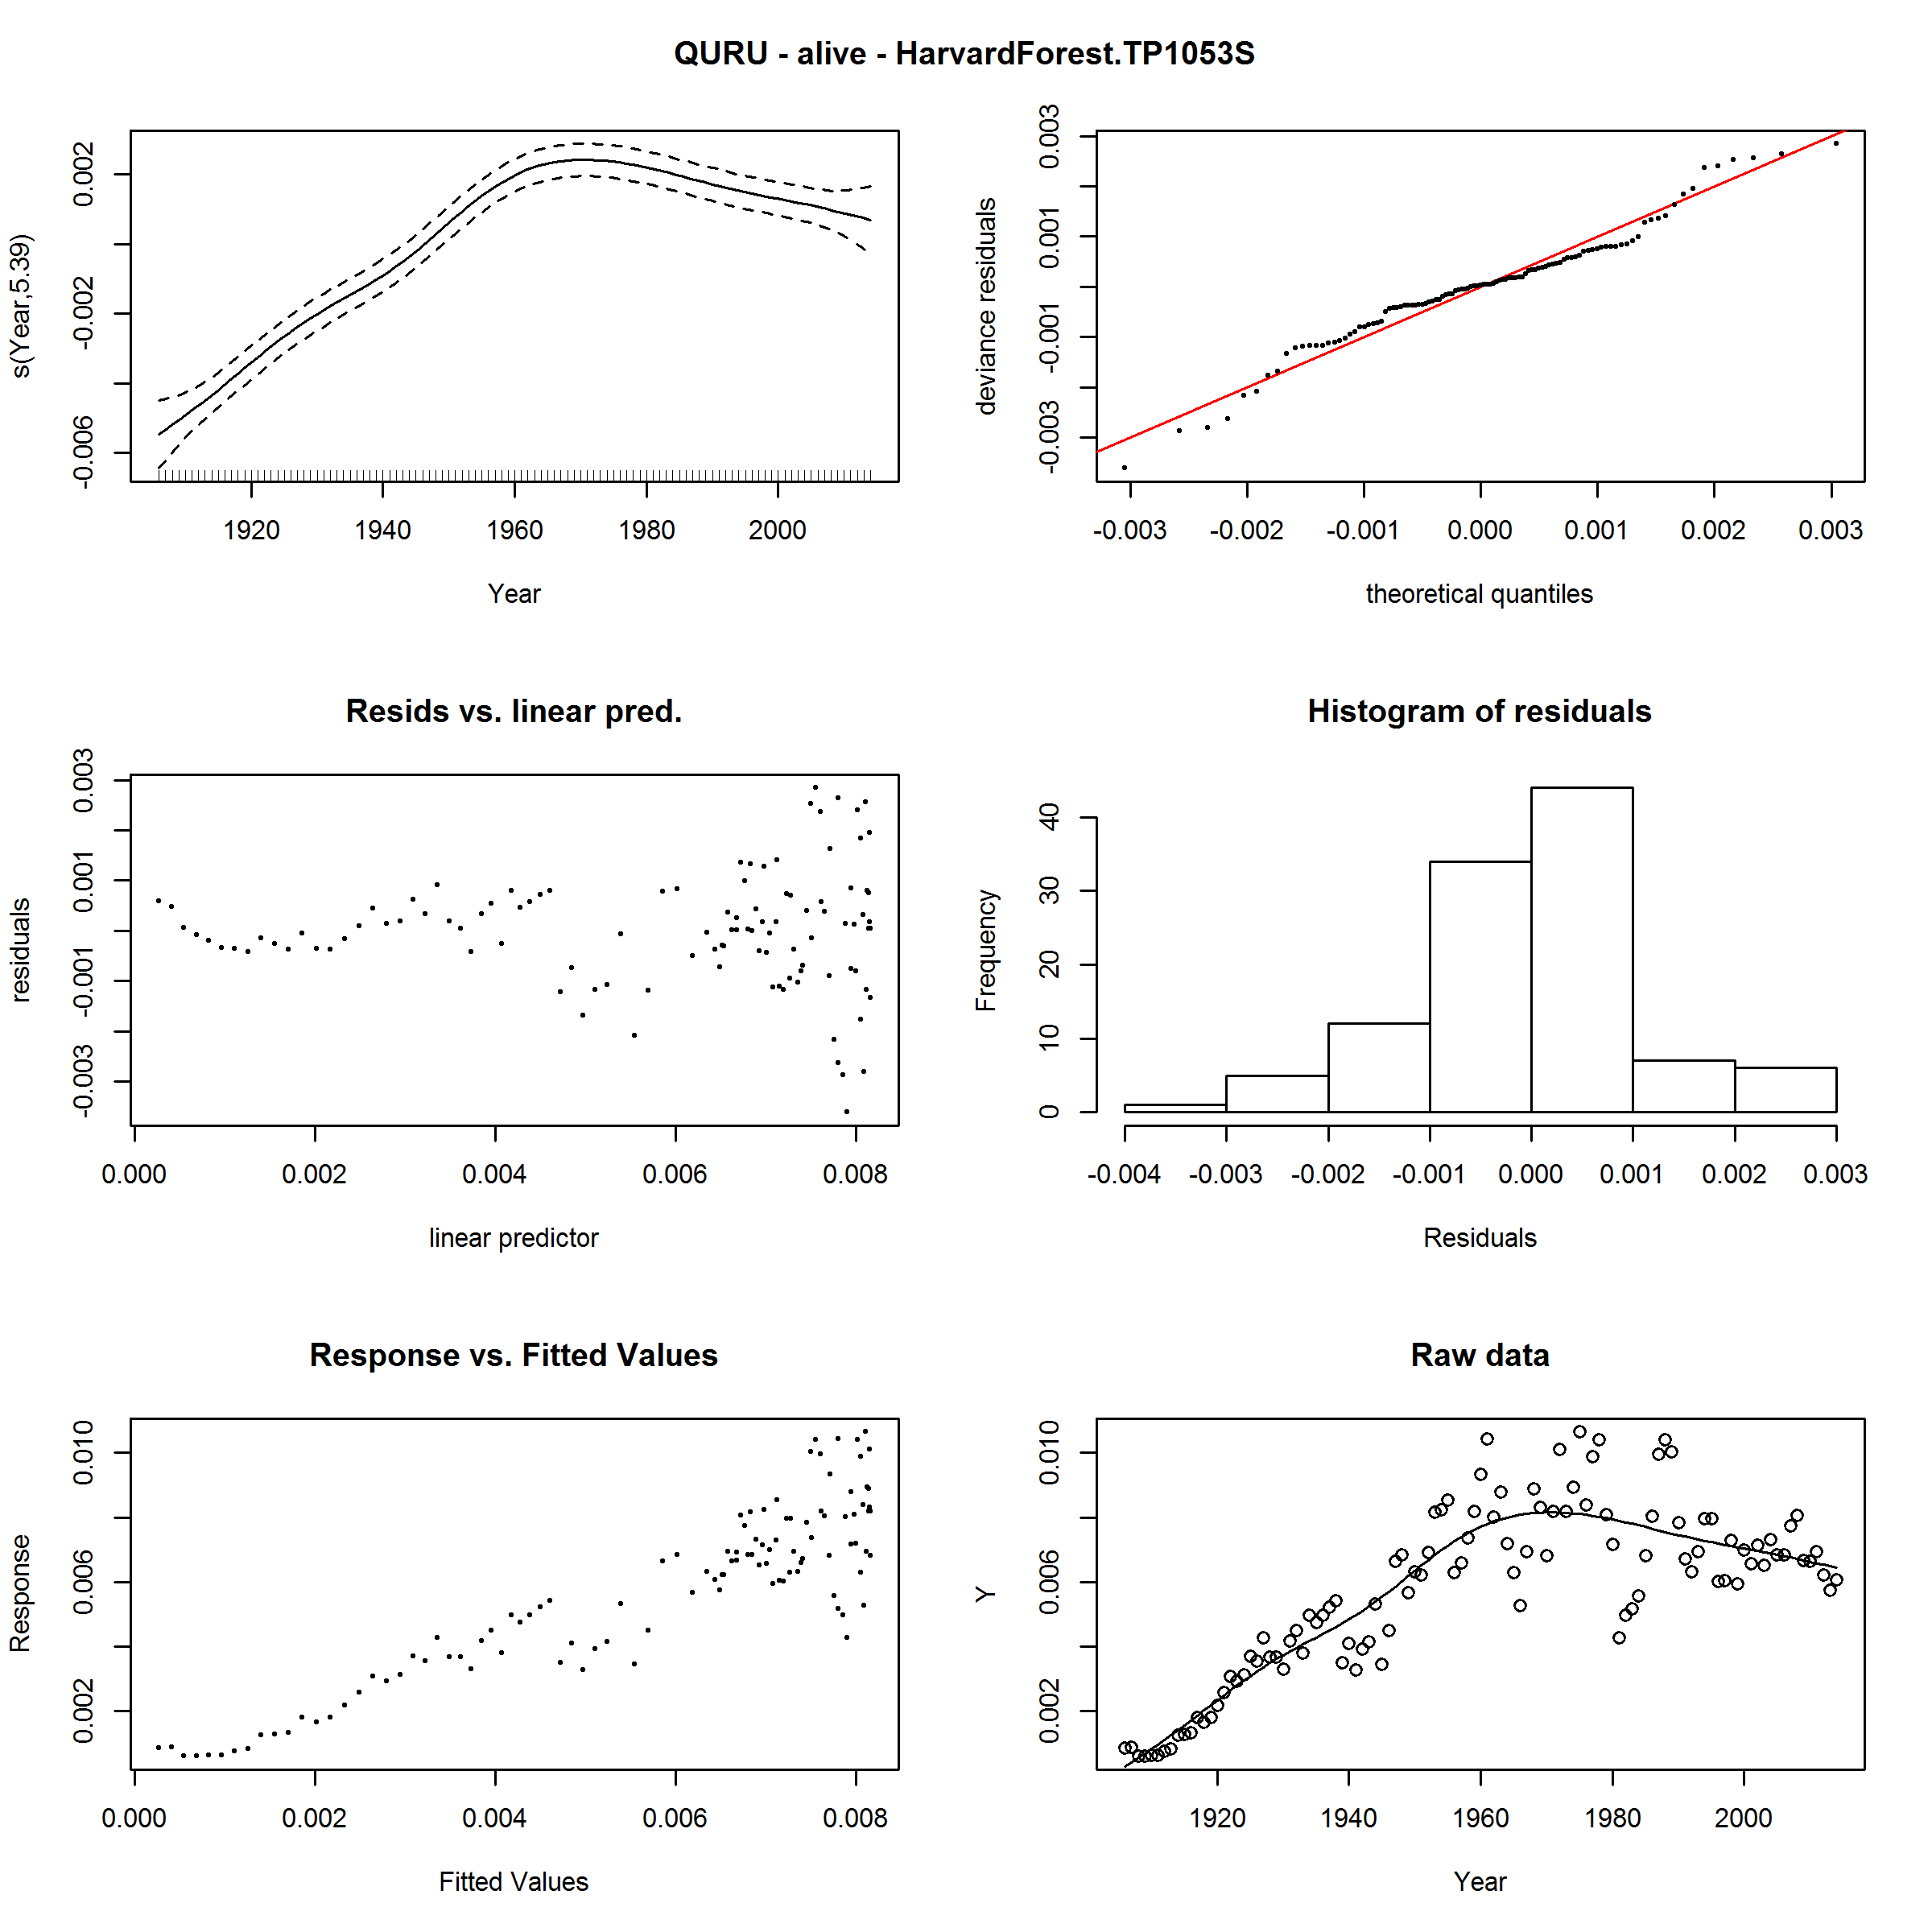 QURU - alive - HarvardForest.TP1053S
s(Year,5.39)
0.002
-0.002
-0.006
1920 1940 1960 1980 2000
Year
deviance residuals
0.003
0.001
-0.001
-0.003
-0.003 -0.002 -0.001 0.000 0.001 0.002 0.003
theoretical quantiles
Resids vs. linear pred.
residuals
0.003
0.001
-0.001
-0.003
0.000 0.002 0.004 0.006 0.008
linear predictor
Histogram of residuals
Frequency
40
30
20
10
0
-0.004 -0.003 -0.002 -0.001 0.000 0.001 0.002 0.003
Residuals
Response vs. Fitted Values
Response
0.010
0.006
0.002
0.000 0.002 0.004 0.006 0.008
Fitted Values
Raw data
Y
0.010
0.006
0.002
1920 1940 1960 1980 2000
Year